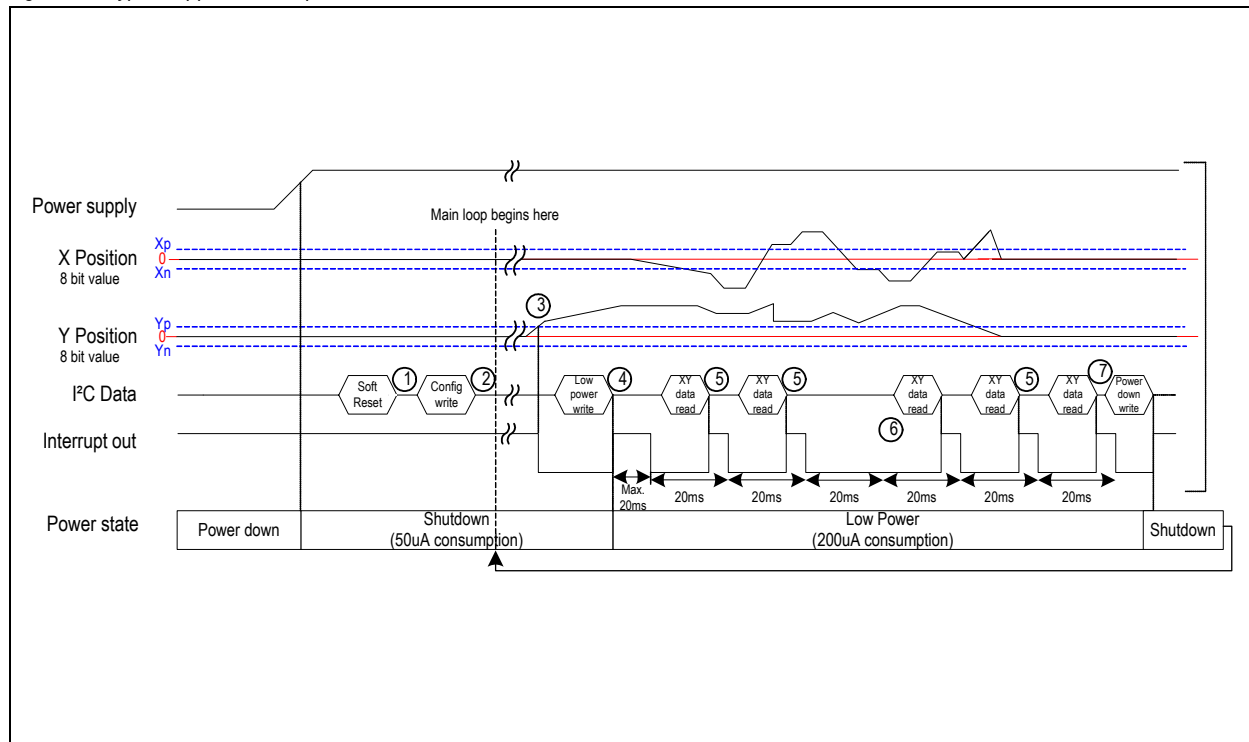 Power supply
Main loop begins here
Xp
X Position
0
Xn
8 bit value
3
Yp
Y Position
0
Yn
8 bit value
I²C Data
Soft
Reset
1
Config
write
2
Low
power
write
4
XY
data
read
5
XY
data
read
5
XY
data
read
6
XY
data
read
5
XY
data
read
7
Power
down
write
Interrupt out
Max.
20ms
20ms
20ms
20ms
20ms
20ms
20ms
Power state
Power down
Shutdown
(50uA consumption)
Low Power
(200uA consumption)
Shutdown